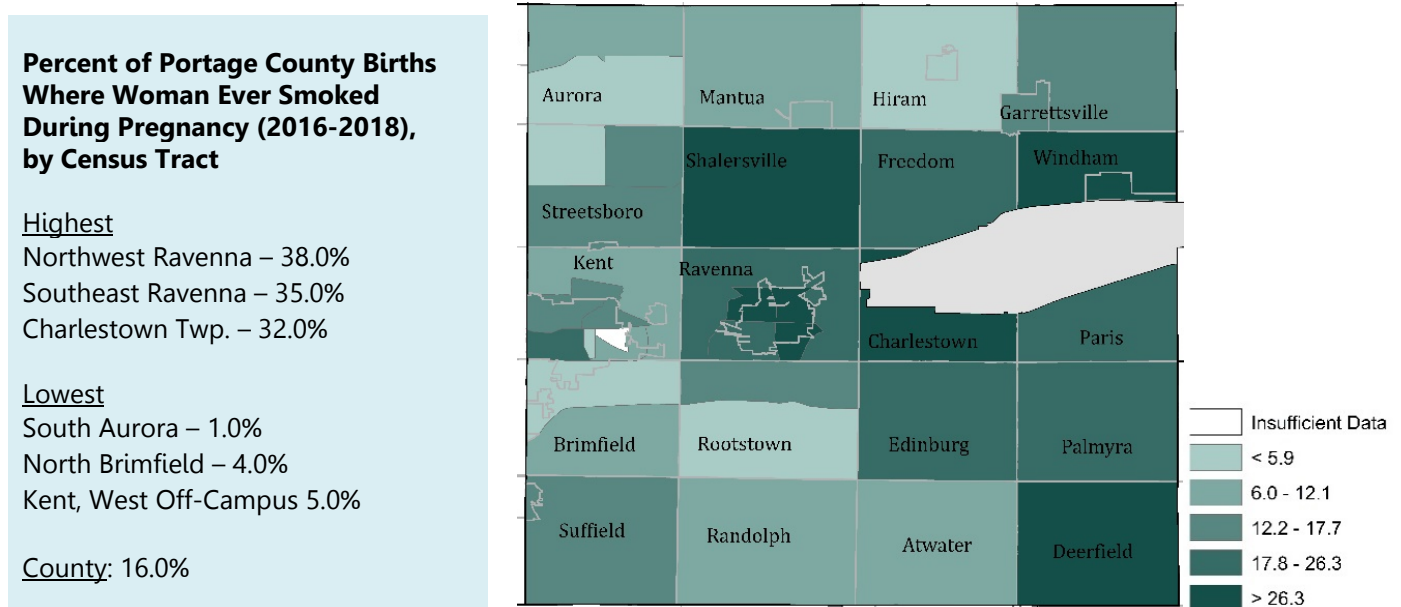 Percent of Portage County Births
Where Woman Ever Smoked
During Pregnancy (2016-2018),
by Census Tract
Highest
Northwest Ravenna – 38.0%
Southeast Ravenna – 35.0%
Charlestown Twp. – 32.0%
Lowest
South Aurora – 1.0%
North Brimfield – 4.0%
Kent, West Off-Campus 5.0%
County: 16.0%
Aurora
Mantua
Hiram
Garrettsville
Shalersville
Freedom
Windham
Streetsboro
Kent
Ravenna
Charlestown
Paris
Brimfield
Rootstown
Edinburg
Palmyra
Suffield
Randolph
Atwater
Deerfield
Insufficient Data
< 5.9
6.0 - 12.1
12.2 - 17.7
17.8 - 26.3
> 26.3